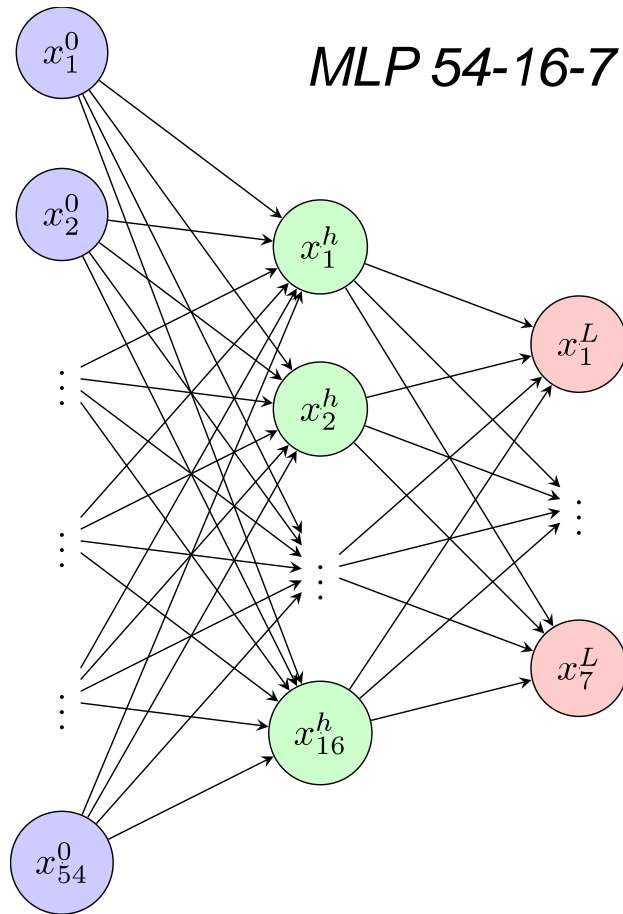 x_1^0
MLP 54-16-7
x_2^0
x_1^h
x_1^L
⋮
x_2^h
⋮
⋮
⋮
x_7^L
⋮
x_16^h
x_54^0